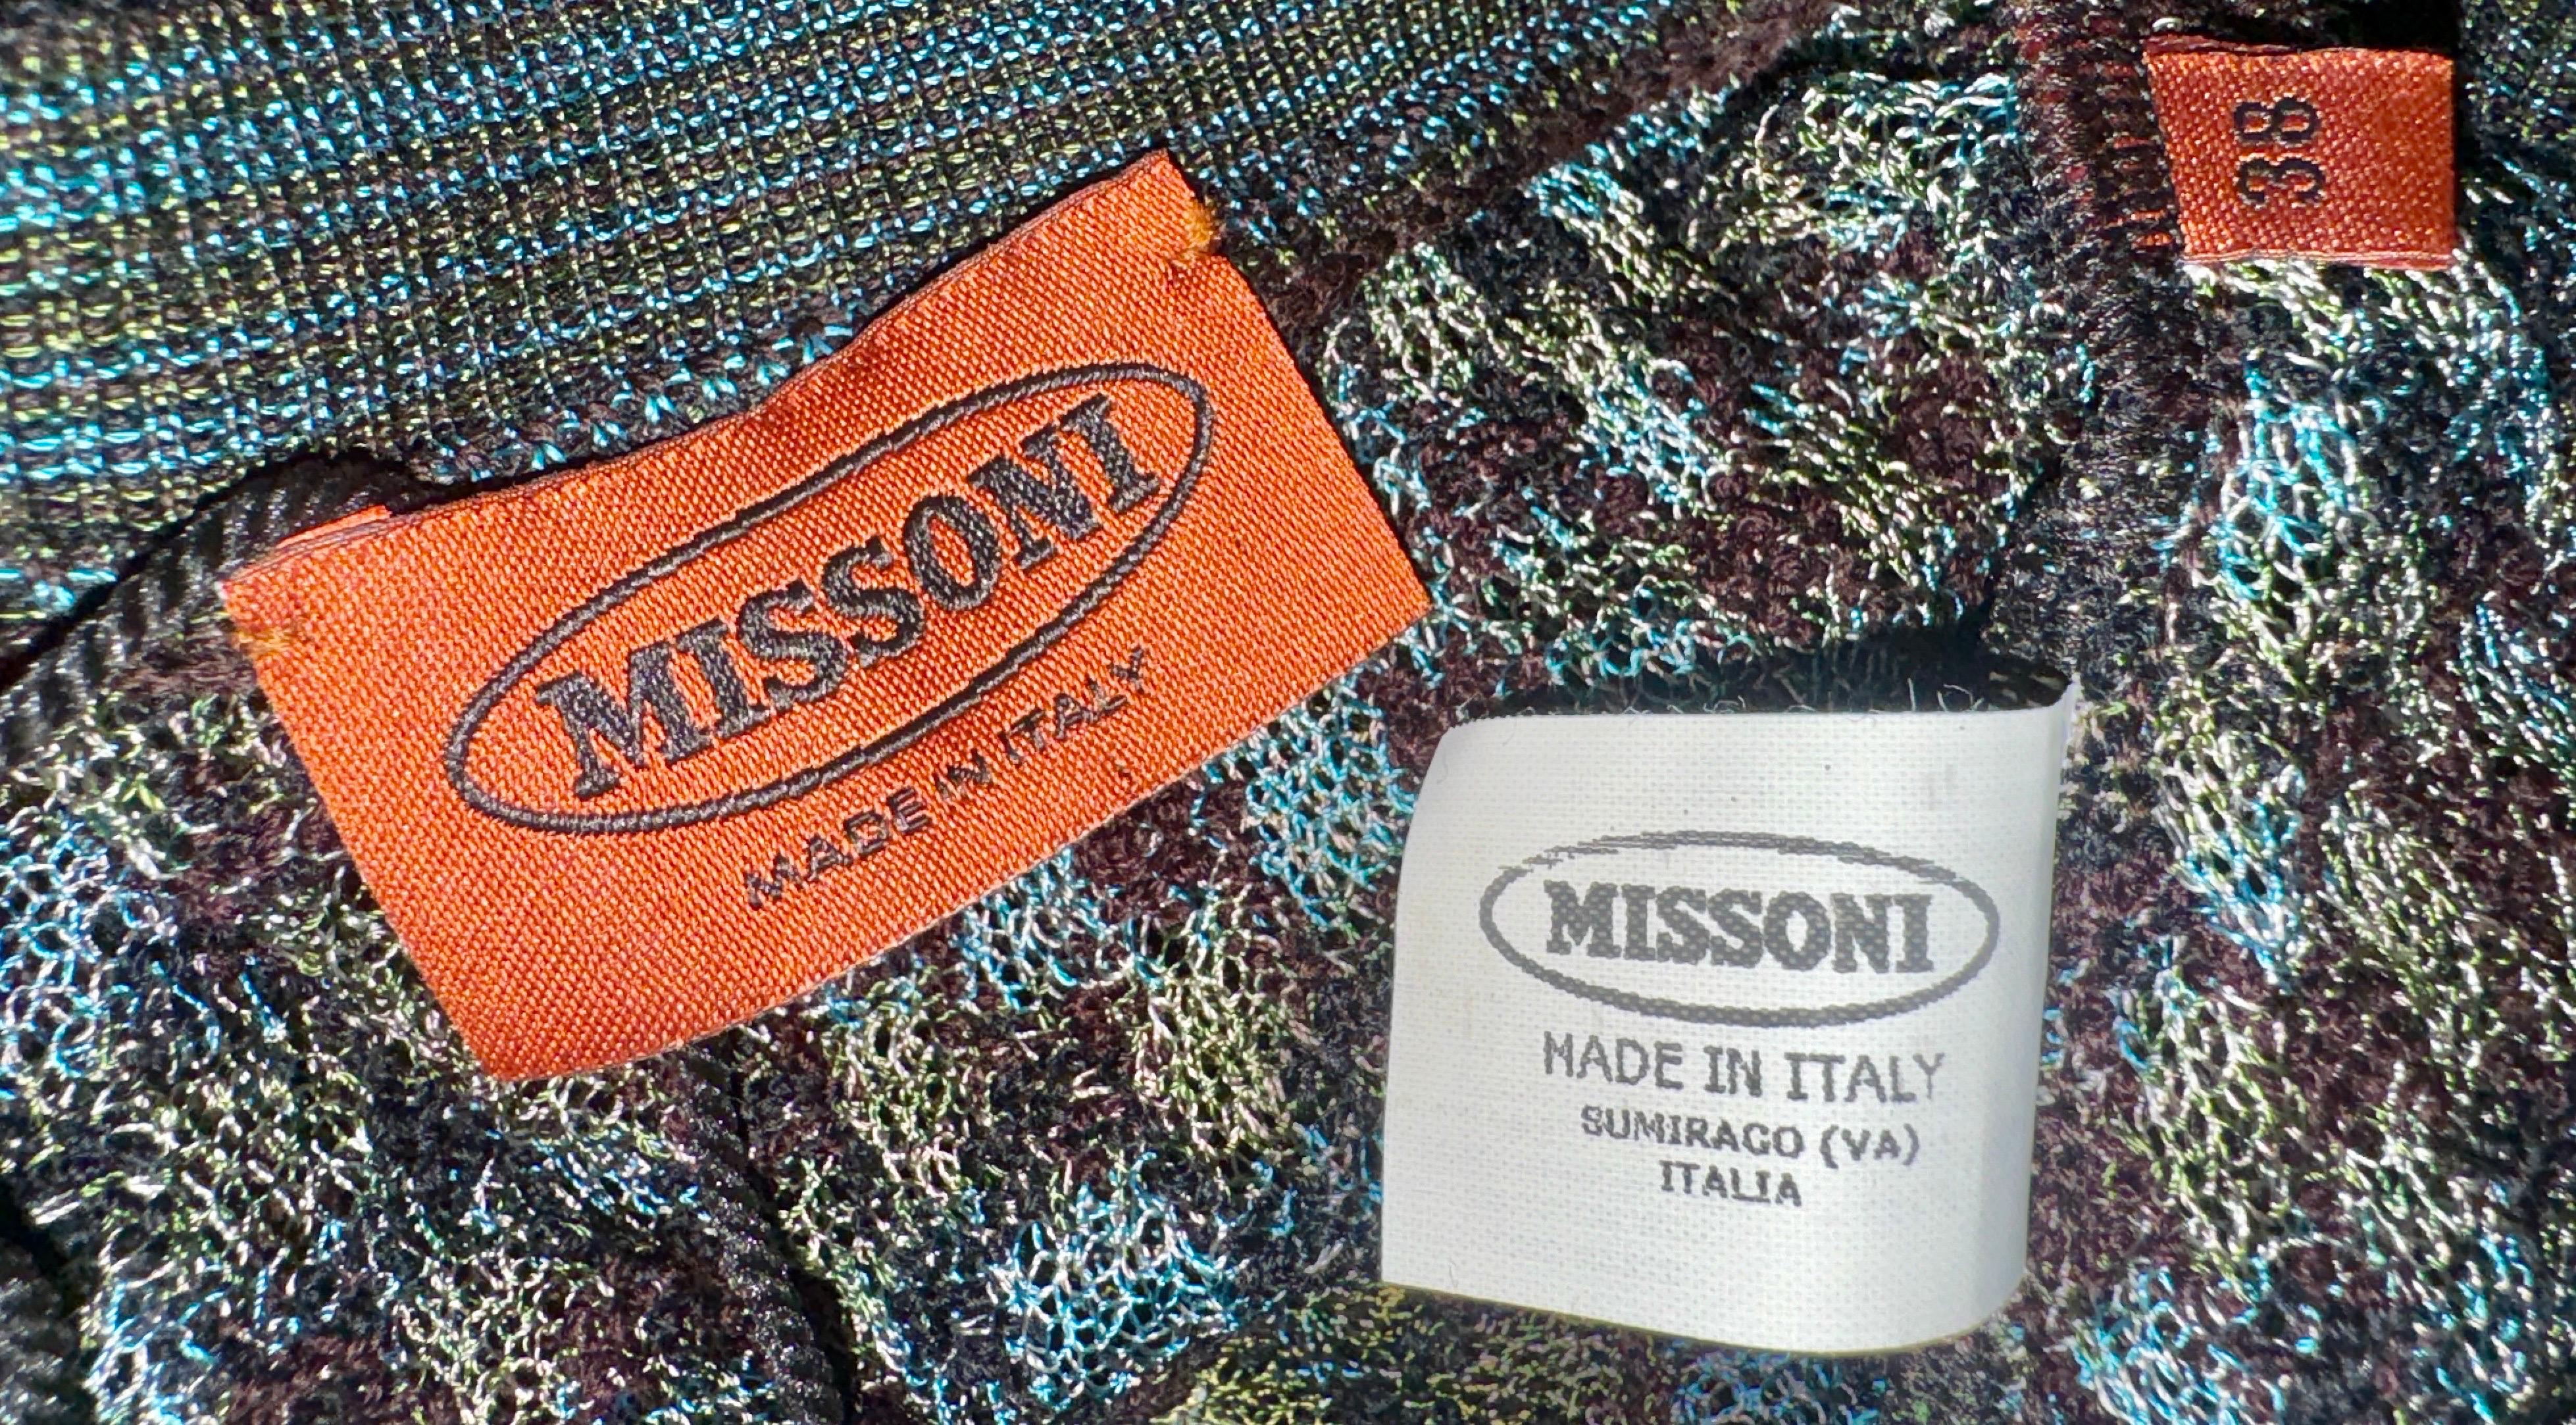 MISSONI
MADE IN ITALY
38
MISSONI
MADE IN ITALY
SUMIRAGO (VA)
ITALIA